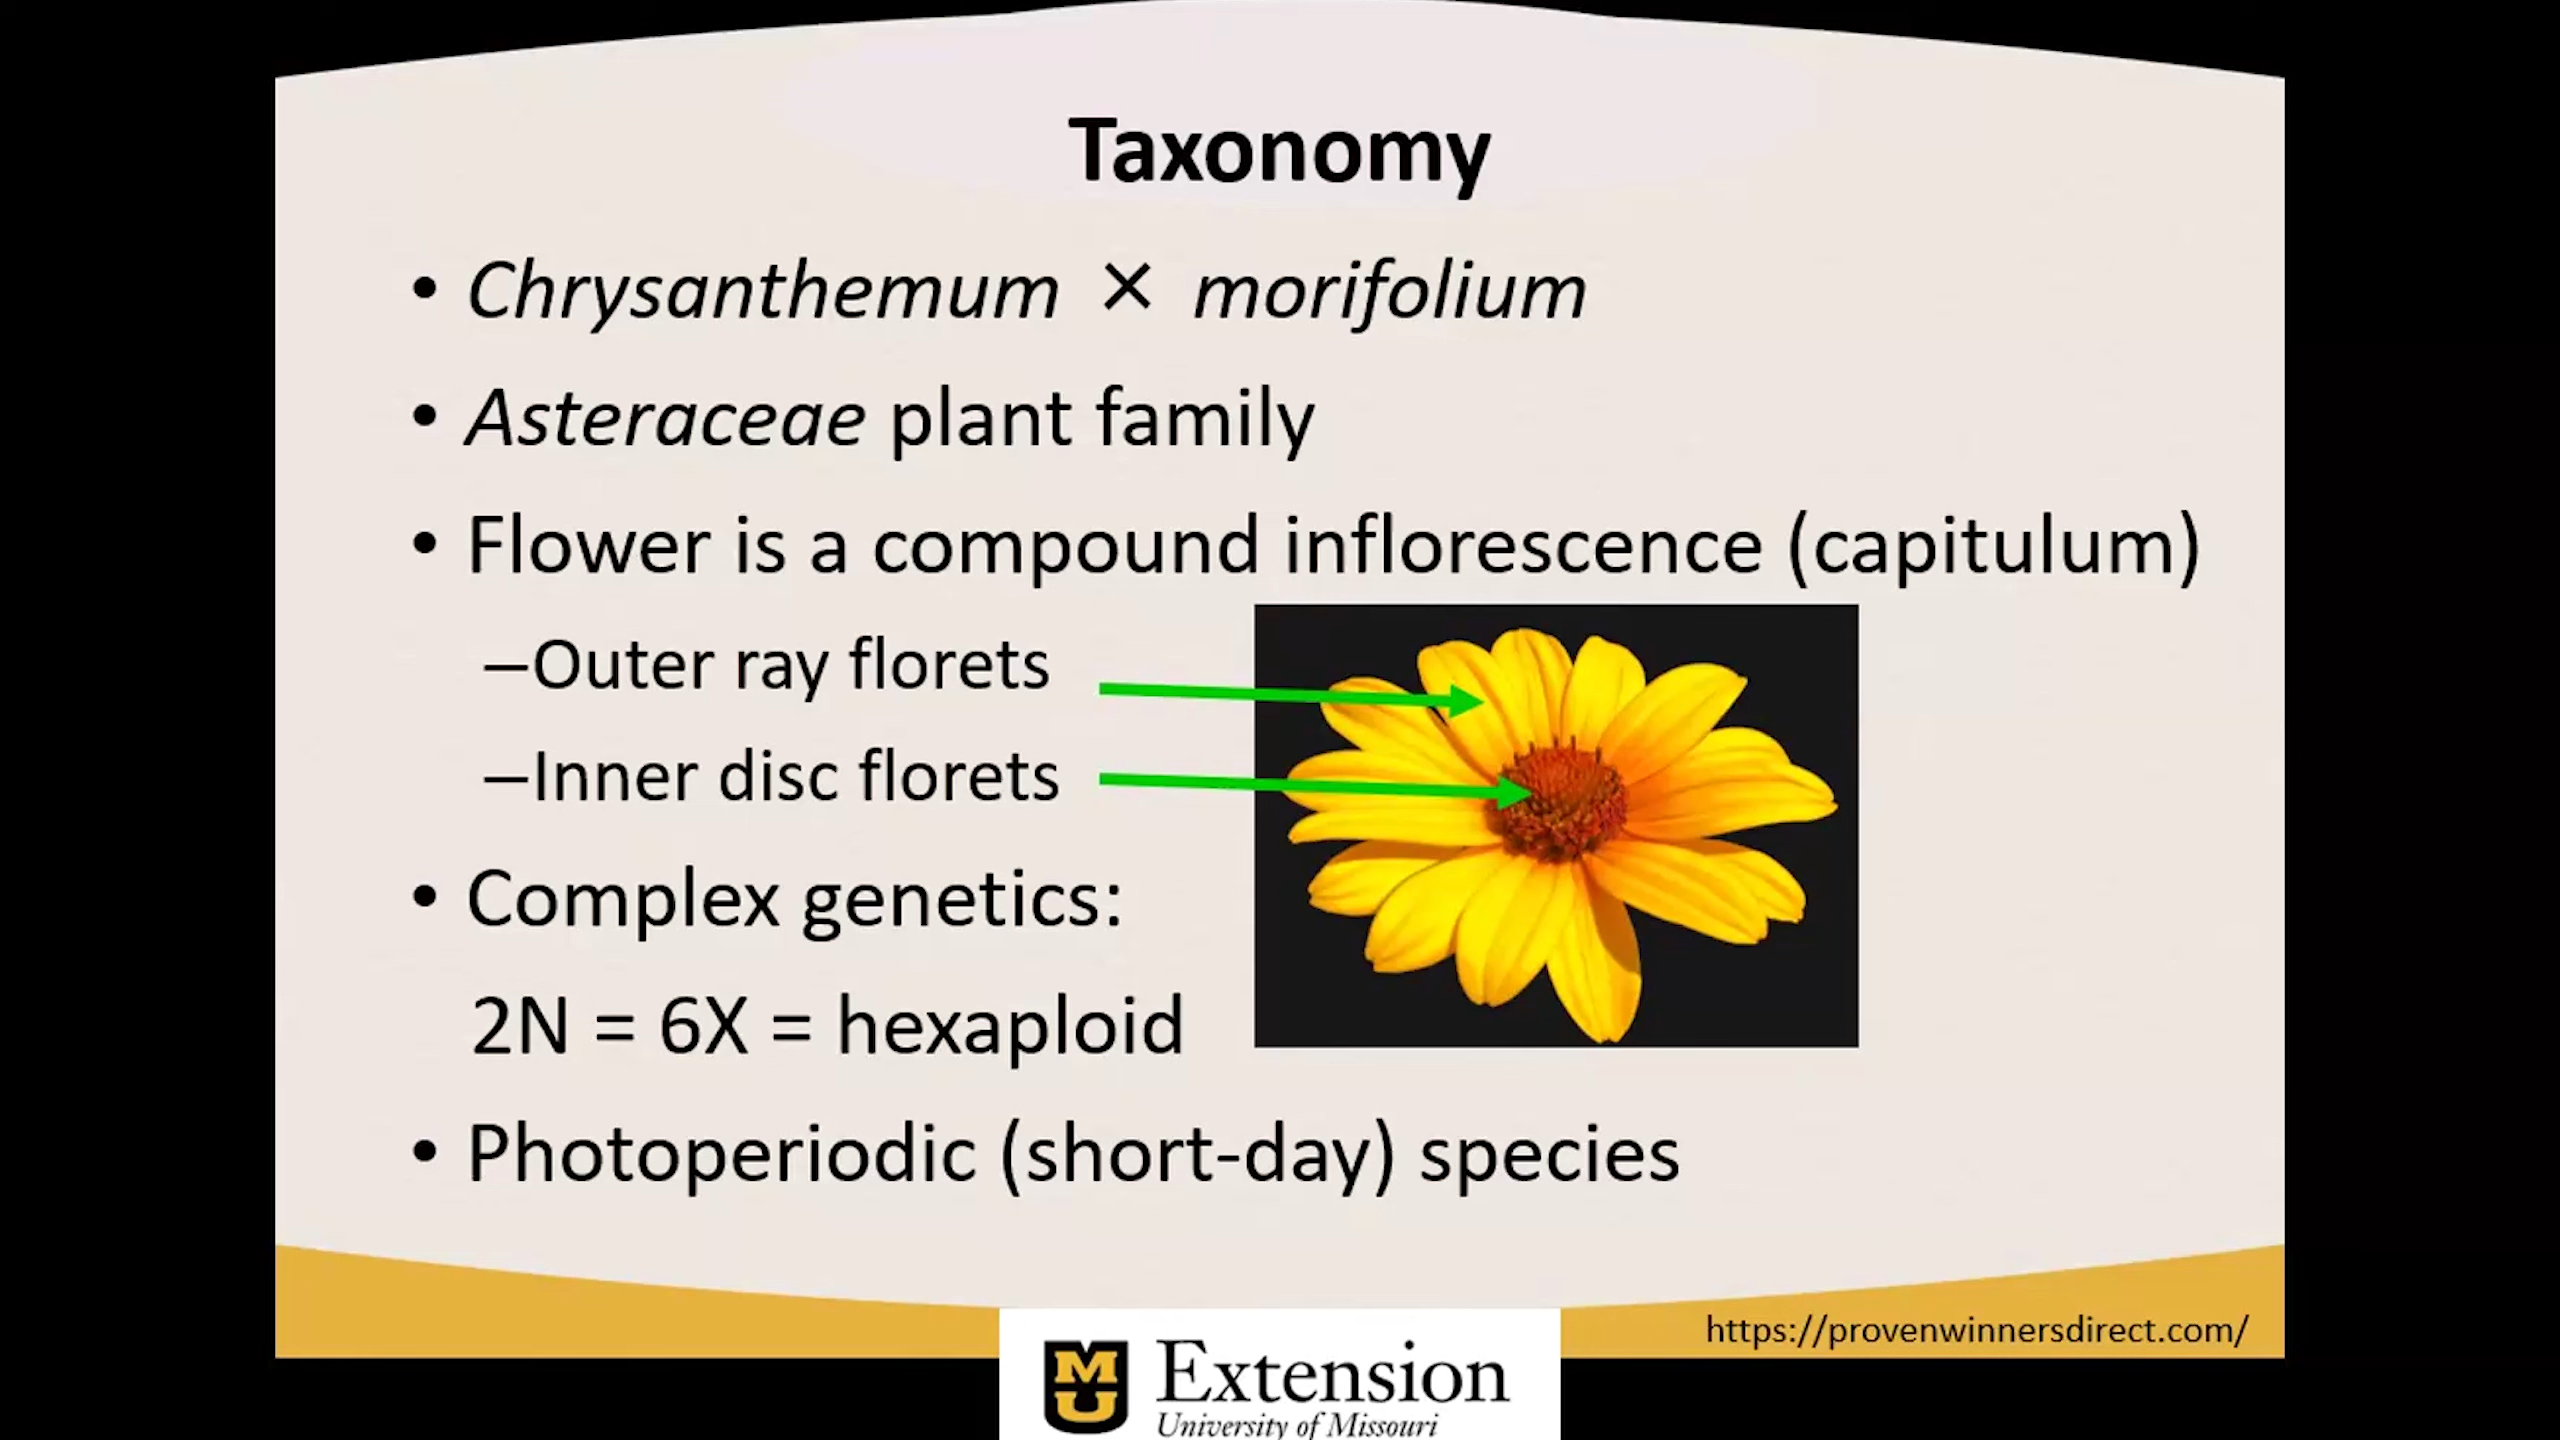 Taxonomy
• Chrysanthemum × morifolium
• Asteraceae plant family
• Flower is a compound inflorescence (capitulum)
–Outer ray florets
–Inner disc florets
• Complex genetics:
2N = 6X = hexaploid
• Photoperiodic (short-day) species
https://provenwinnersdirect.com/
MU Extension
University of Missouri